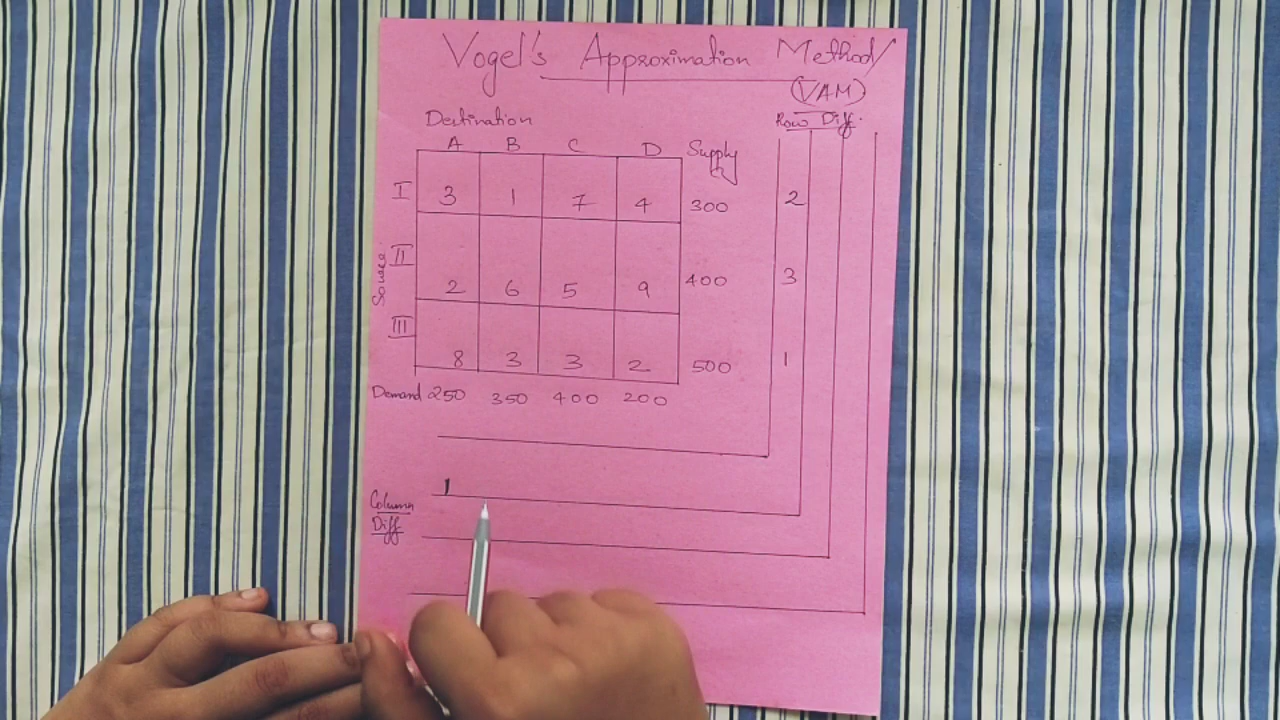 Vogel's Approximation Method
(VAM)
Destination
Row Diff.
A B C D Supply
I 3 1 7 4 300 2
Source
II 2 6 5 9 400 3
III 8 3 3 2 500 1
Demand 250 350 400 200
1
Column
Diff